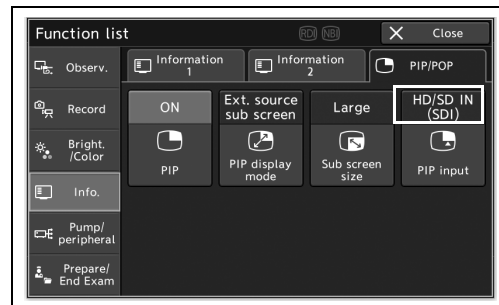 Function list
RDI NBI
Close
Observ.
Information
1
Information
2
PIP/POP
Record
ON
Ext. source
sub screen
Large
HD/SD IN
(SDI)
Bright.
/Color
PIP
PIP display
mode
Sub screen
size
PIP input
Info.
Pump/
peripheral
Prepare/
End Exam